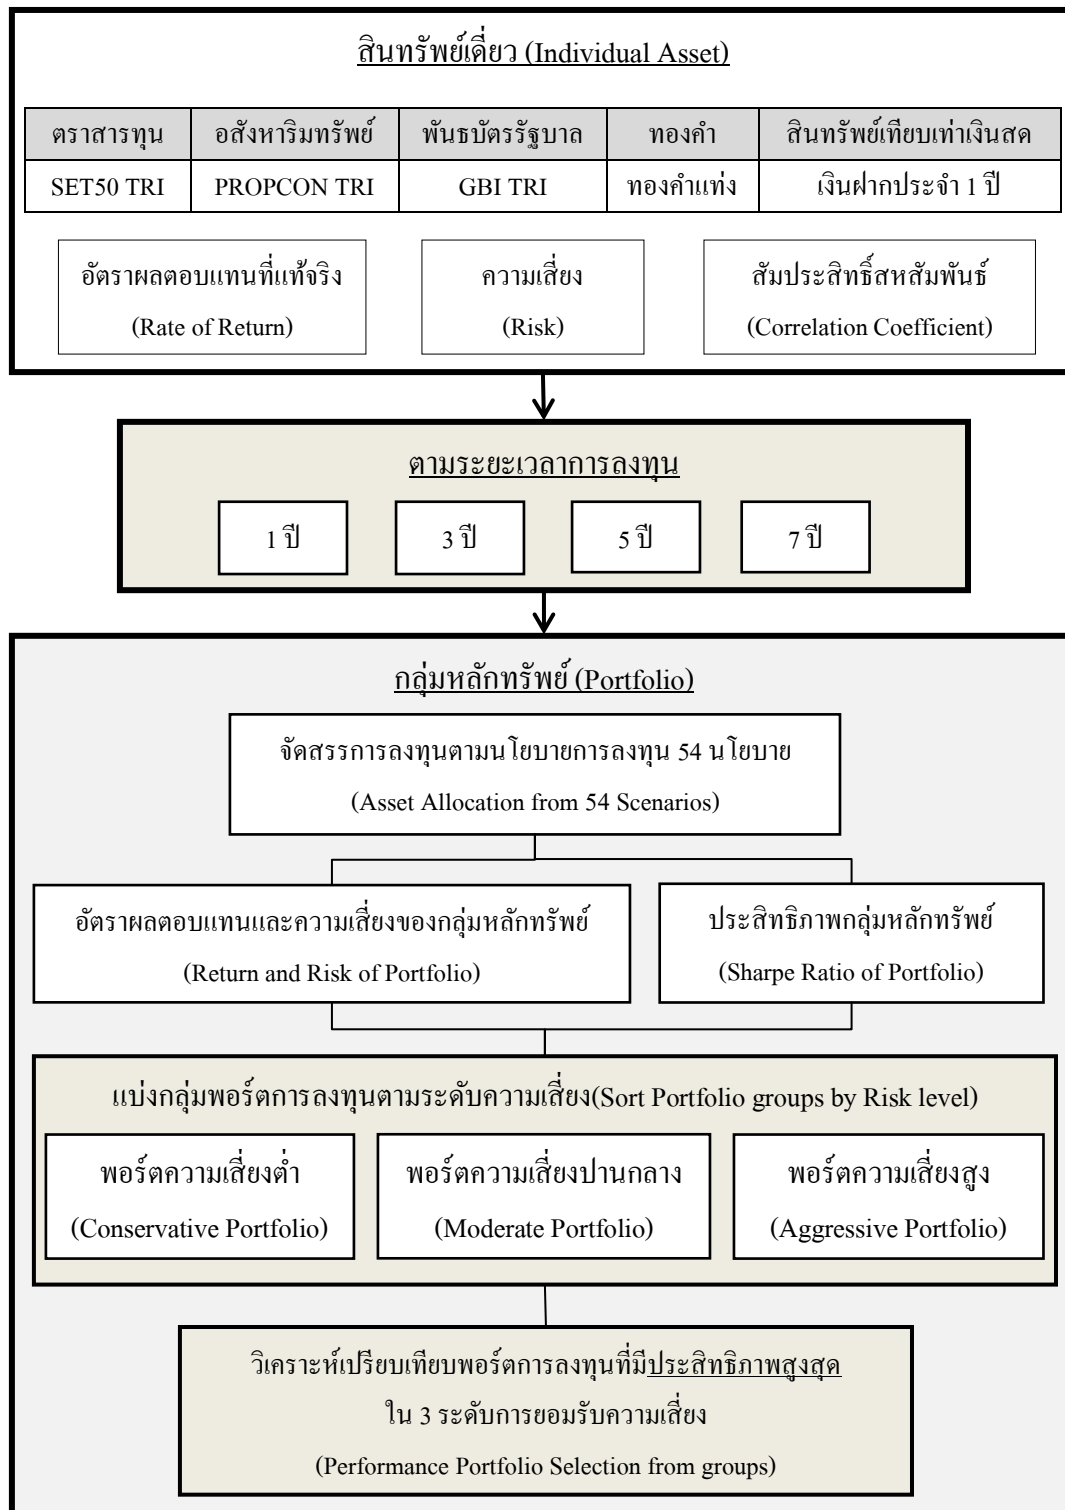 สินทรัพย์เดี่ยว (Individual Asset)
ตราสารทุน อสังหาริมทรัพย์ พันธบัตรรัฐบาล ทองคำ สินทรัพย์เทียบเท่าเงินสด
SET50 TRI PROPCON TRI GBI TRI ทองคำแท่ง เงินฝากประจำ 1 ปี
อัตราผลตอบแทนที่แท้จริง
(Rate of Return)
ความเสี่ยง
(Risk)
สัมประสิทธิ์สหสัมพันธ์
(Correlation Coefficient)
ตามระยะเวลาการลงทุน
1 ปี 3 ปี 5 ปี 7 ปี
กลุ่มหลักทรัพย์ (Portfolio)
จัดสรรการลงทุนตามนโยบายการลงทุน 54 นโยบาย
(Asset Allocation from 54 Scenarios)
อัตราผลตอบแทนและความเสี่ยงของกลุ่มหลักทรัพย์
(Return and Risk of Portfolio)
ประสิทธิภาพกลุ่มหลักทรัพย์
(Sharpe Ratio of Portfolio)
แบ่งกลุ่มพอร์ตการลงทุนตามระดับความเสี่ยง(Sort Portfolio groups by Risk level)
พอร์ตความเสี่ยงต่ำ
(Conservative Portfolio)
พอร์ตความเสี่ยงปานกลาง
(Moderate Portfolio)
พอร์ตความเสี่ยงสูง
(Aggressive Portfolio)
วิเคราะห์เปรียบเทียบพอร์ตการลงทุนที่มีประสิทธิภาพสูงสุด
ใน 3 ระดับการยอมรับความเสี่ยง
(Performance Portfolio Selection from groups)